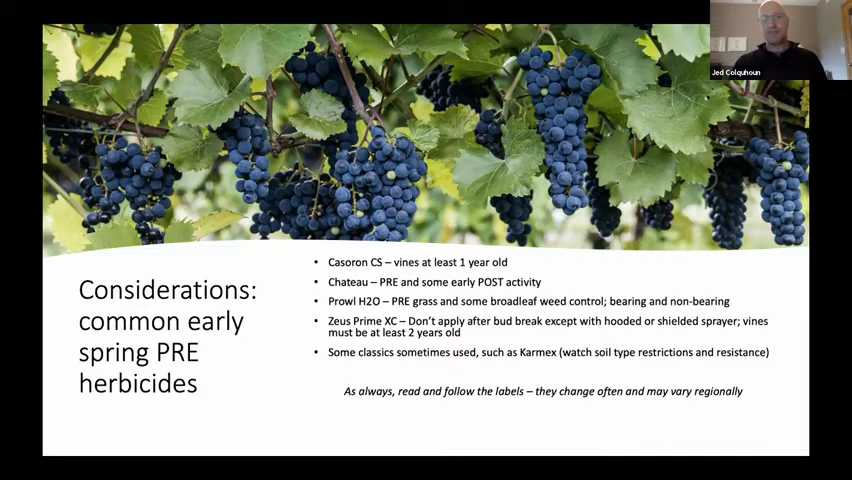 Jed Colquhoun
Considerations:
common early
spring PRE
herbicides
• Casoron CS – vines at least 1 year old
• Chateau – PRE and some early POST activity
• Prowl H2O – PRE grass and some broadleaf weed control; bearing and non-bearing
• Zeus Prime XC – Don’t apply after bud break except with hooded or shielded sprayer; vines
must be at least 2 years old
• Some classics sometimes used, such as Karmex (watch soil type restrictions and resistance)
As always, read and follow the labels – they change often and may vary regionally